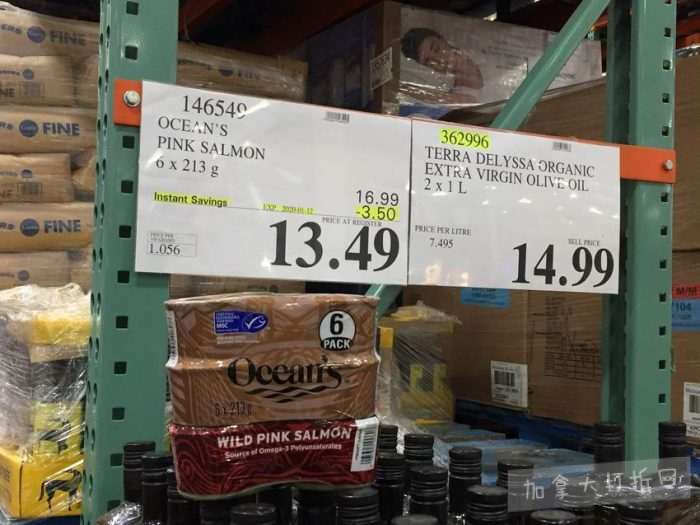 FINE
FINE
FINE
146549
OCEAN'S
PINK SALMON
6 x 213 g
Instant Savings
EXP. 2020-01-12
16.99
-3.50
PRICE AT REGISTER
PRICE PER
1.056
13.49
362996
TERRA DELYSSA ORGANIC
EXTRA VIRGIN OLIVE OIL
2 x 1 L
PRICE PER LITRE
7.495
SELL PRICE
14.99
MSC
6
PACK
Ocean's
6 x 213g
WILD PINK SALMON
Source of Omega-3 Polyunsaturates
加拿大打折网